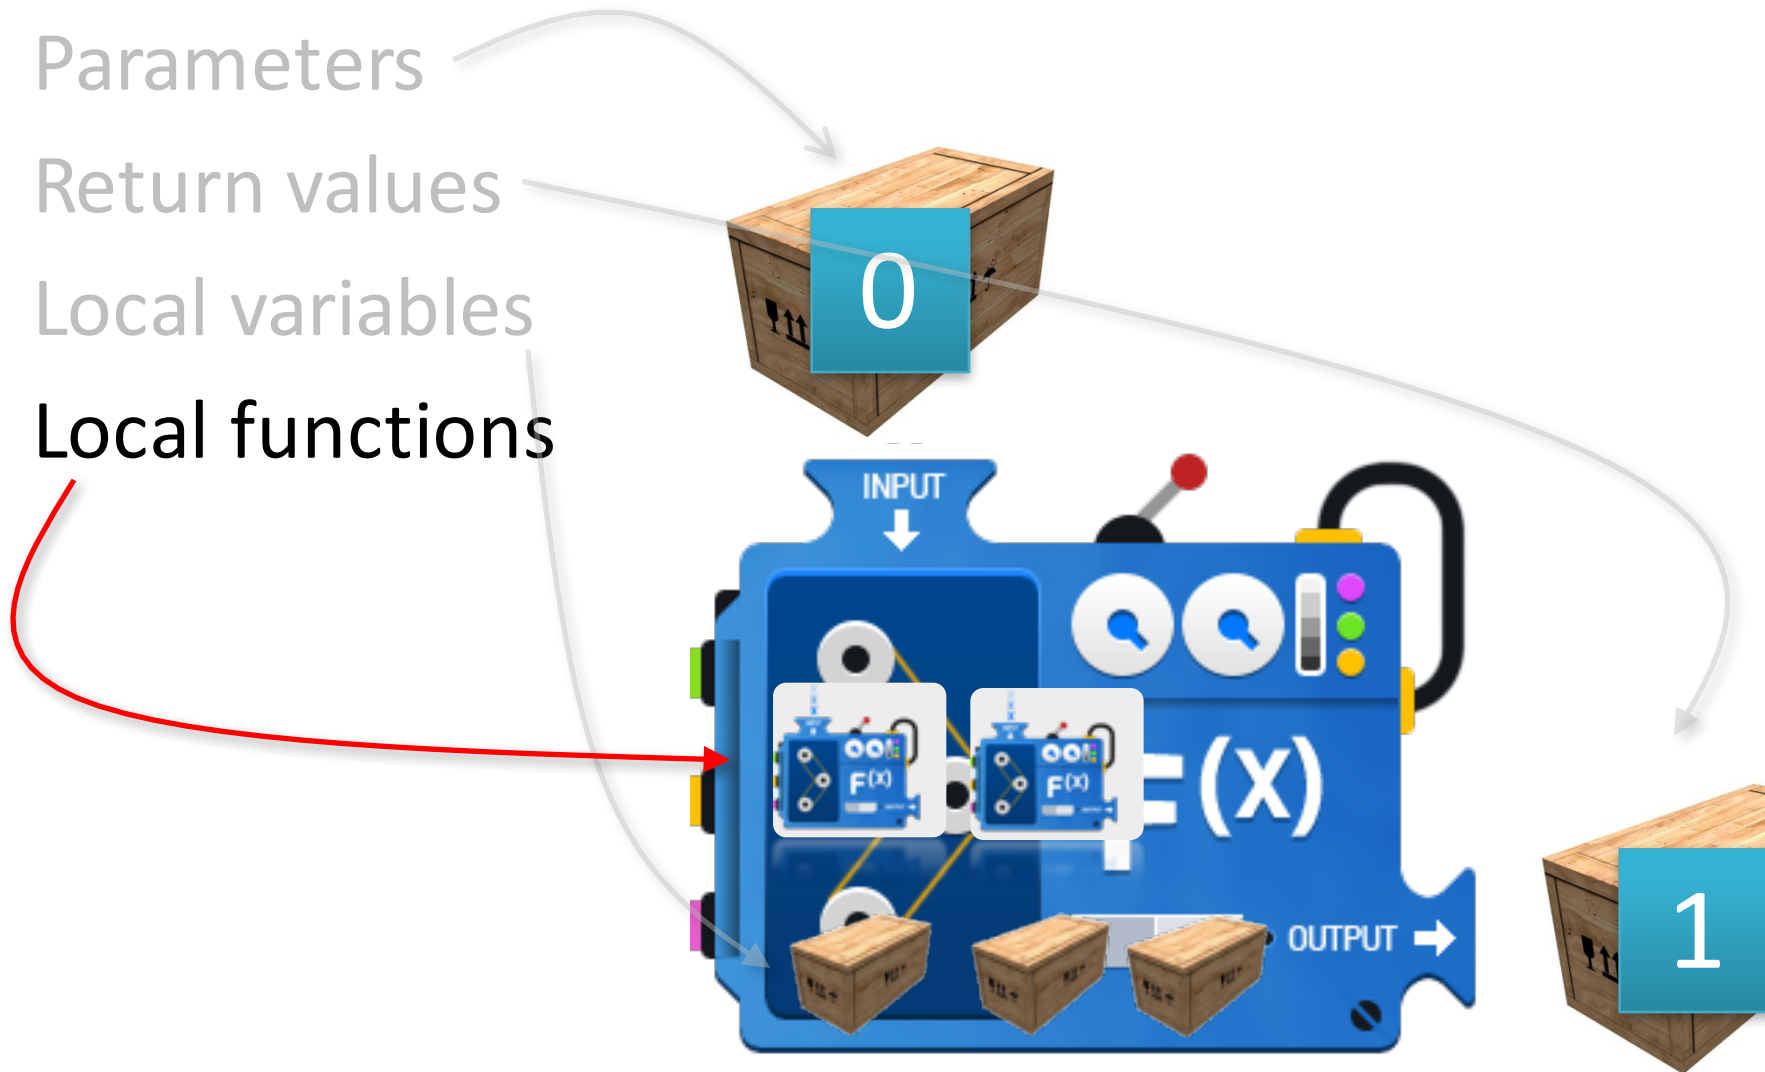 Parameters
Return values
Local variables
Local functions
0
INPUT
F(X)
F(X)
(X)
OUTPUT
1